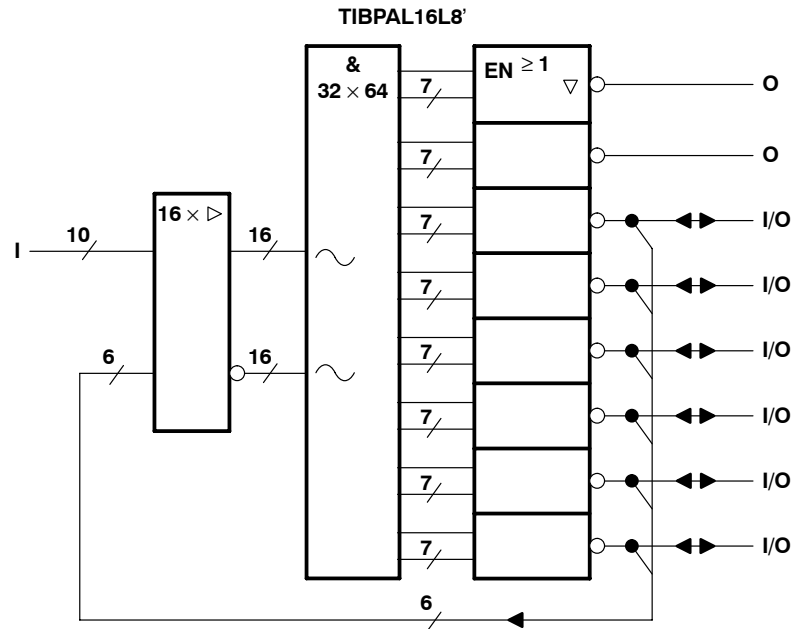 TIBPAL16L8'
&
32 × 64
EN ≥ 1
▽
7
O
7
O
16 × ▷
7
I/O
I
10
16
7
I/O
6
16
7
I/O
7
I/O
7
I/O
7
I/O
6